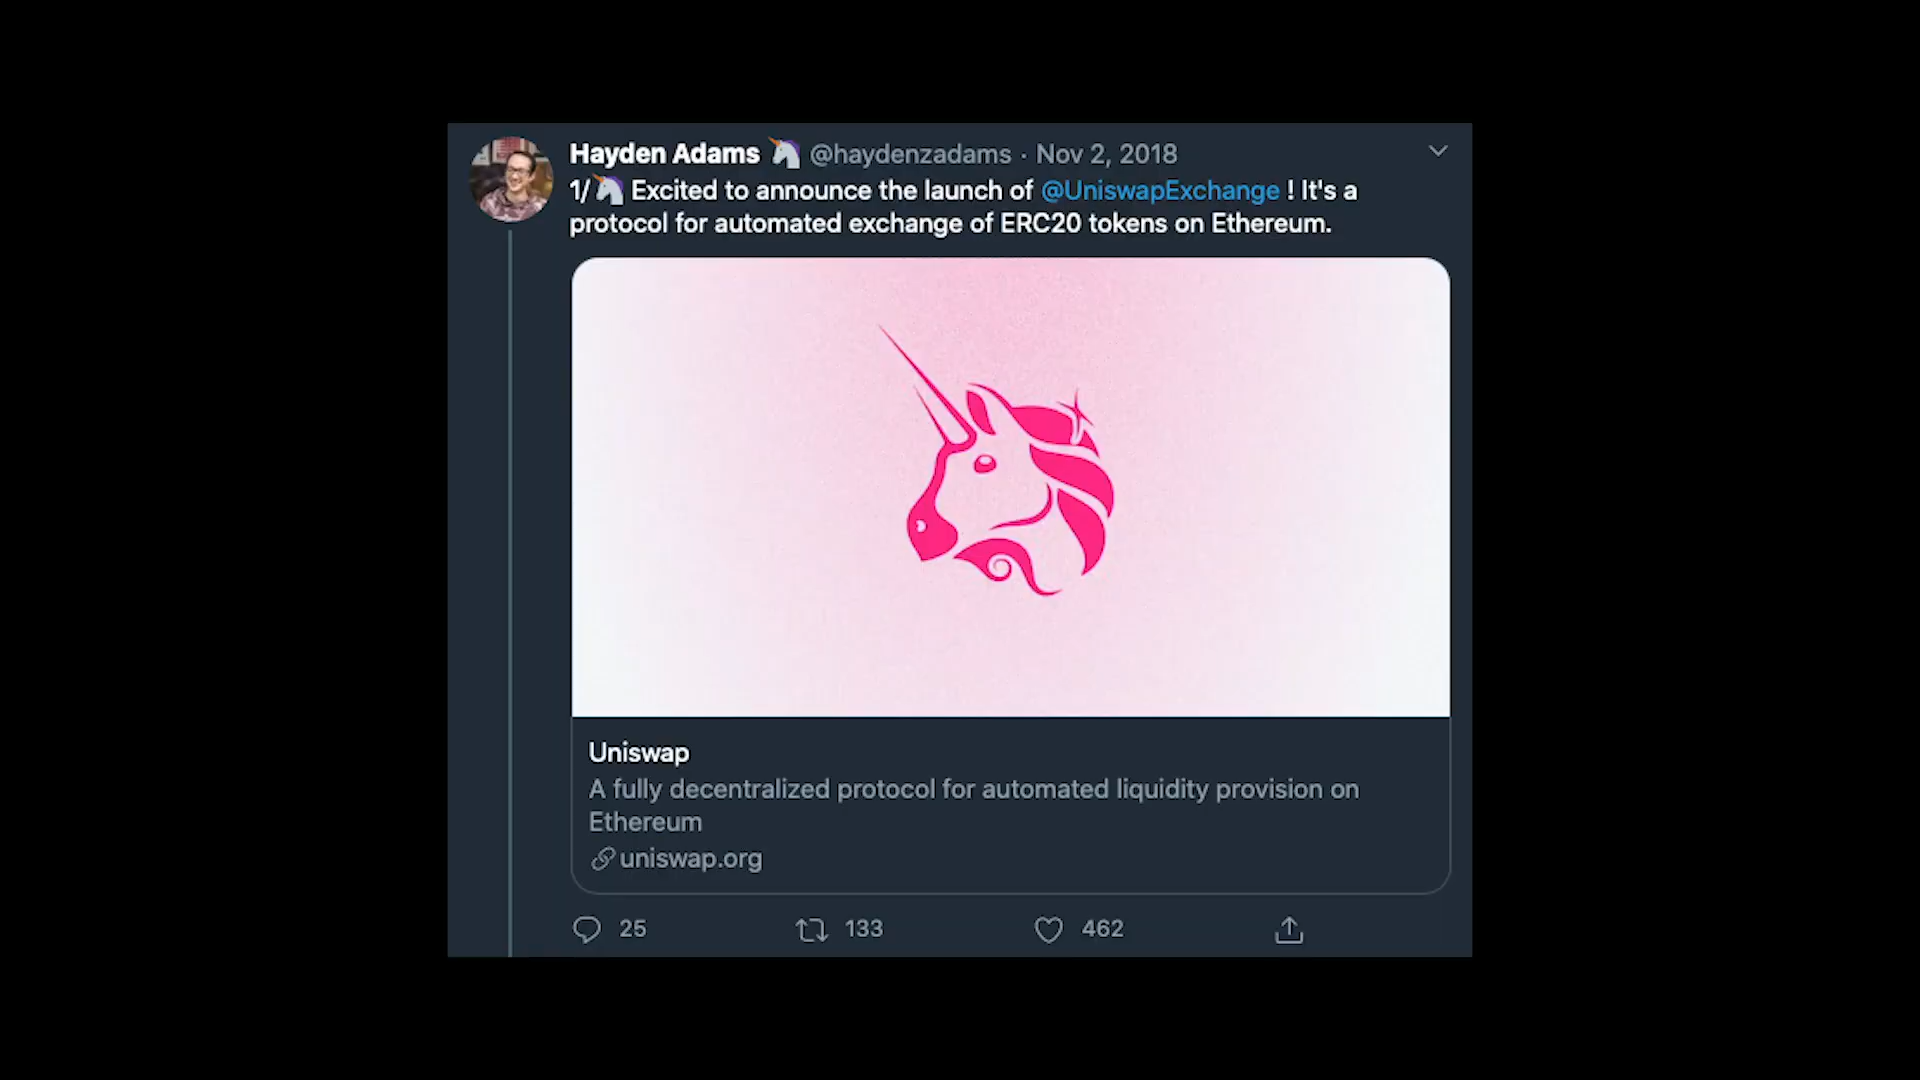 Hayden Adams 🦄 @haydenzadams · Nov 2, 2018
1/🦄 Excited to announce the launch of @UniswapExchange ! It's a
protocol for automated exchange of ERC20 tokens on Ethereum.
Uniswap
A fully decentralized protocol for automated liquidity provision on
Ethereum
uniswap.org
25 133 462